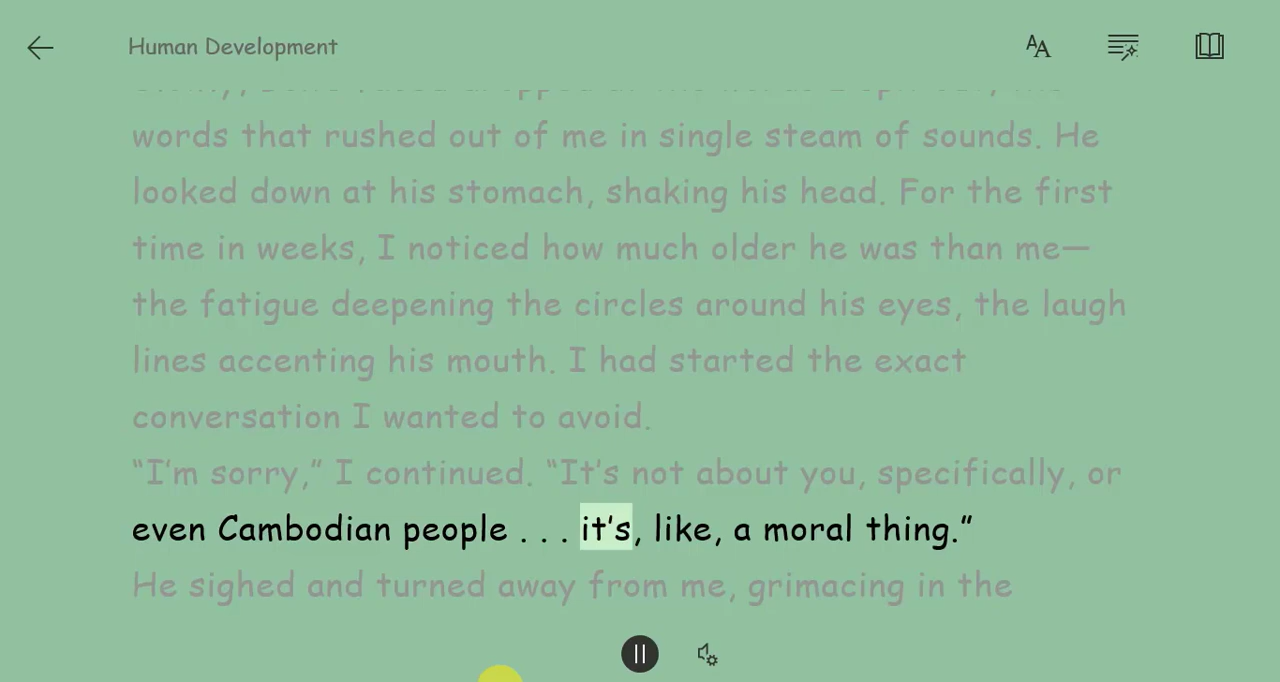 Human Development
words that rushed out of me in single steam of sounds. He
looked down at his stomach, shaking his head. For the first
time in weeks, I noticed how much older he was than me—
the fatigue deepening the circles around his eyes, the laugh
lines accenting his mouth. I had started the exact
conversation I wanted to avoid.
“I’m sorry,” I continued. “It’s not about you, specifically, or
even Cambodian people . . . it’s, like, a moral thing.”
He sighed and turned away from me, grimacing in the